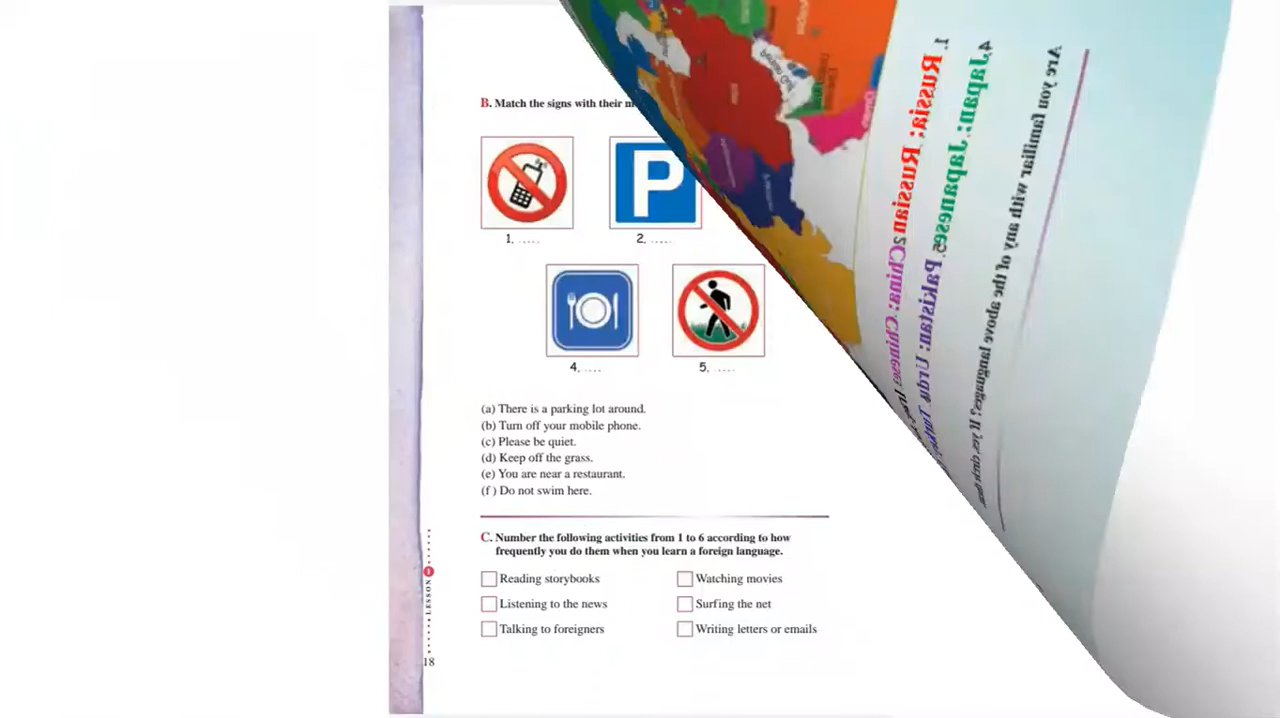 B. Match the signs with their
P
1. .....
2. .....
4. .....
5. .....
(a) There is a parking lot around.
(b) Turn off your mobile phone.
(c) Please be quiet.
(d) Keep off the grass.
(e) You are near a restaurant.
(f) Do not swim here.
C. Number the following activities from 1 to 6 according to how
frequently you do them when you learn a foreign language.
Reading storybooks
Watching movies
Listening to the news
Surfing the net
Talking to foreigners
Writing letters or emails
LESSON 1
18
1. Russia: Russian
China: Chinese
4. Japan: Japanese
5. Pakistan: Urdu
Are you familiar with any of the above languages? If